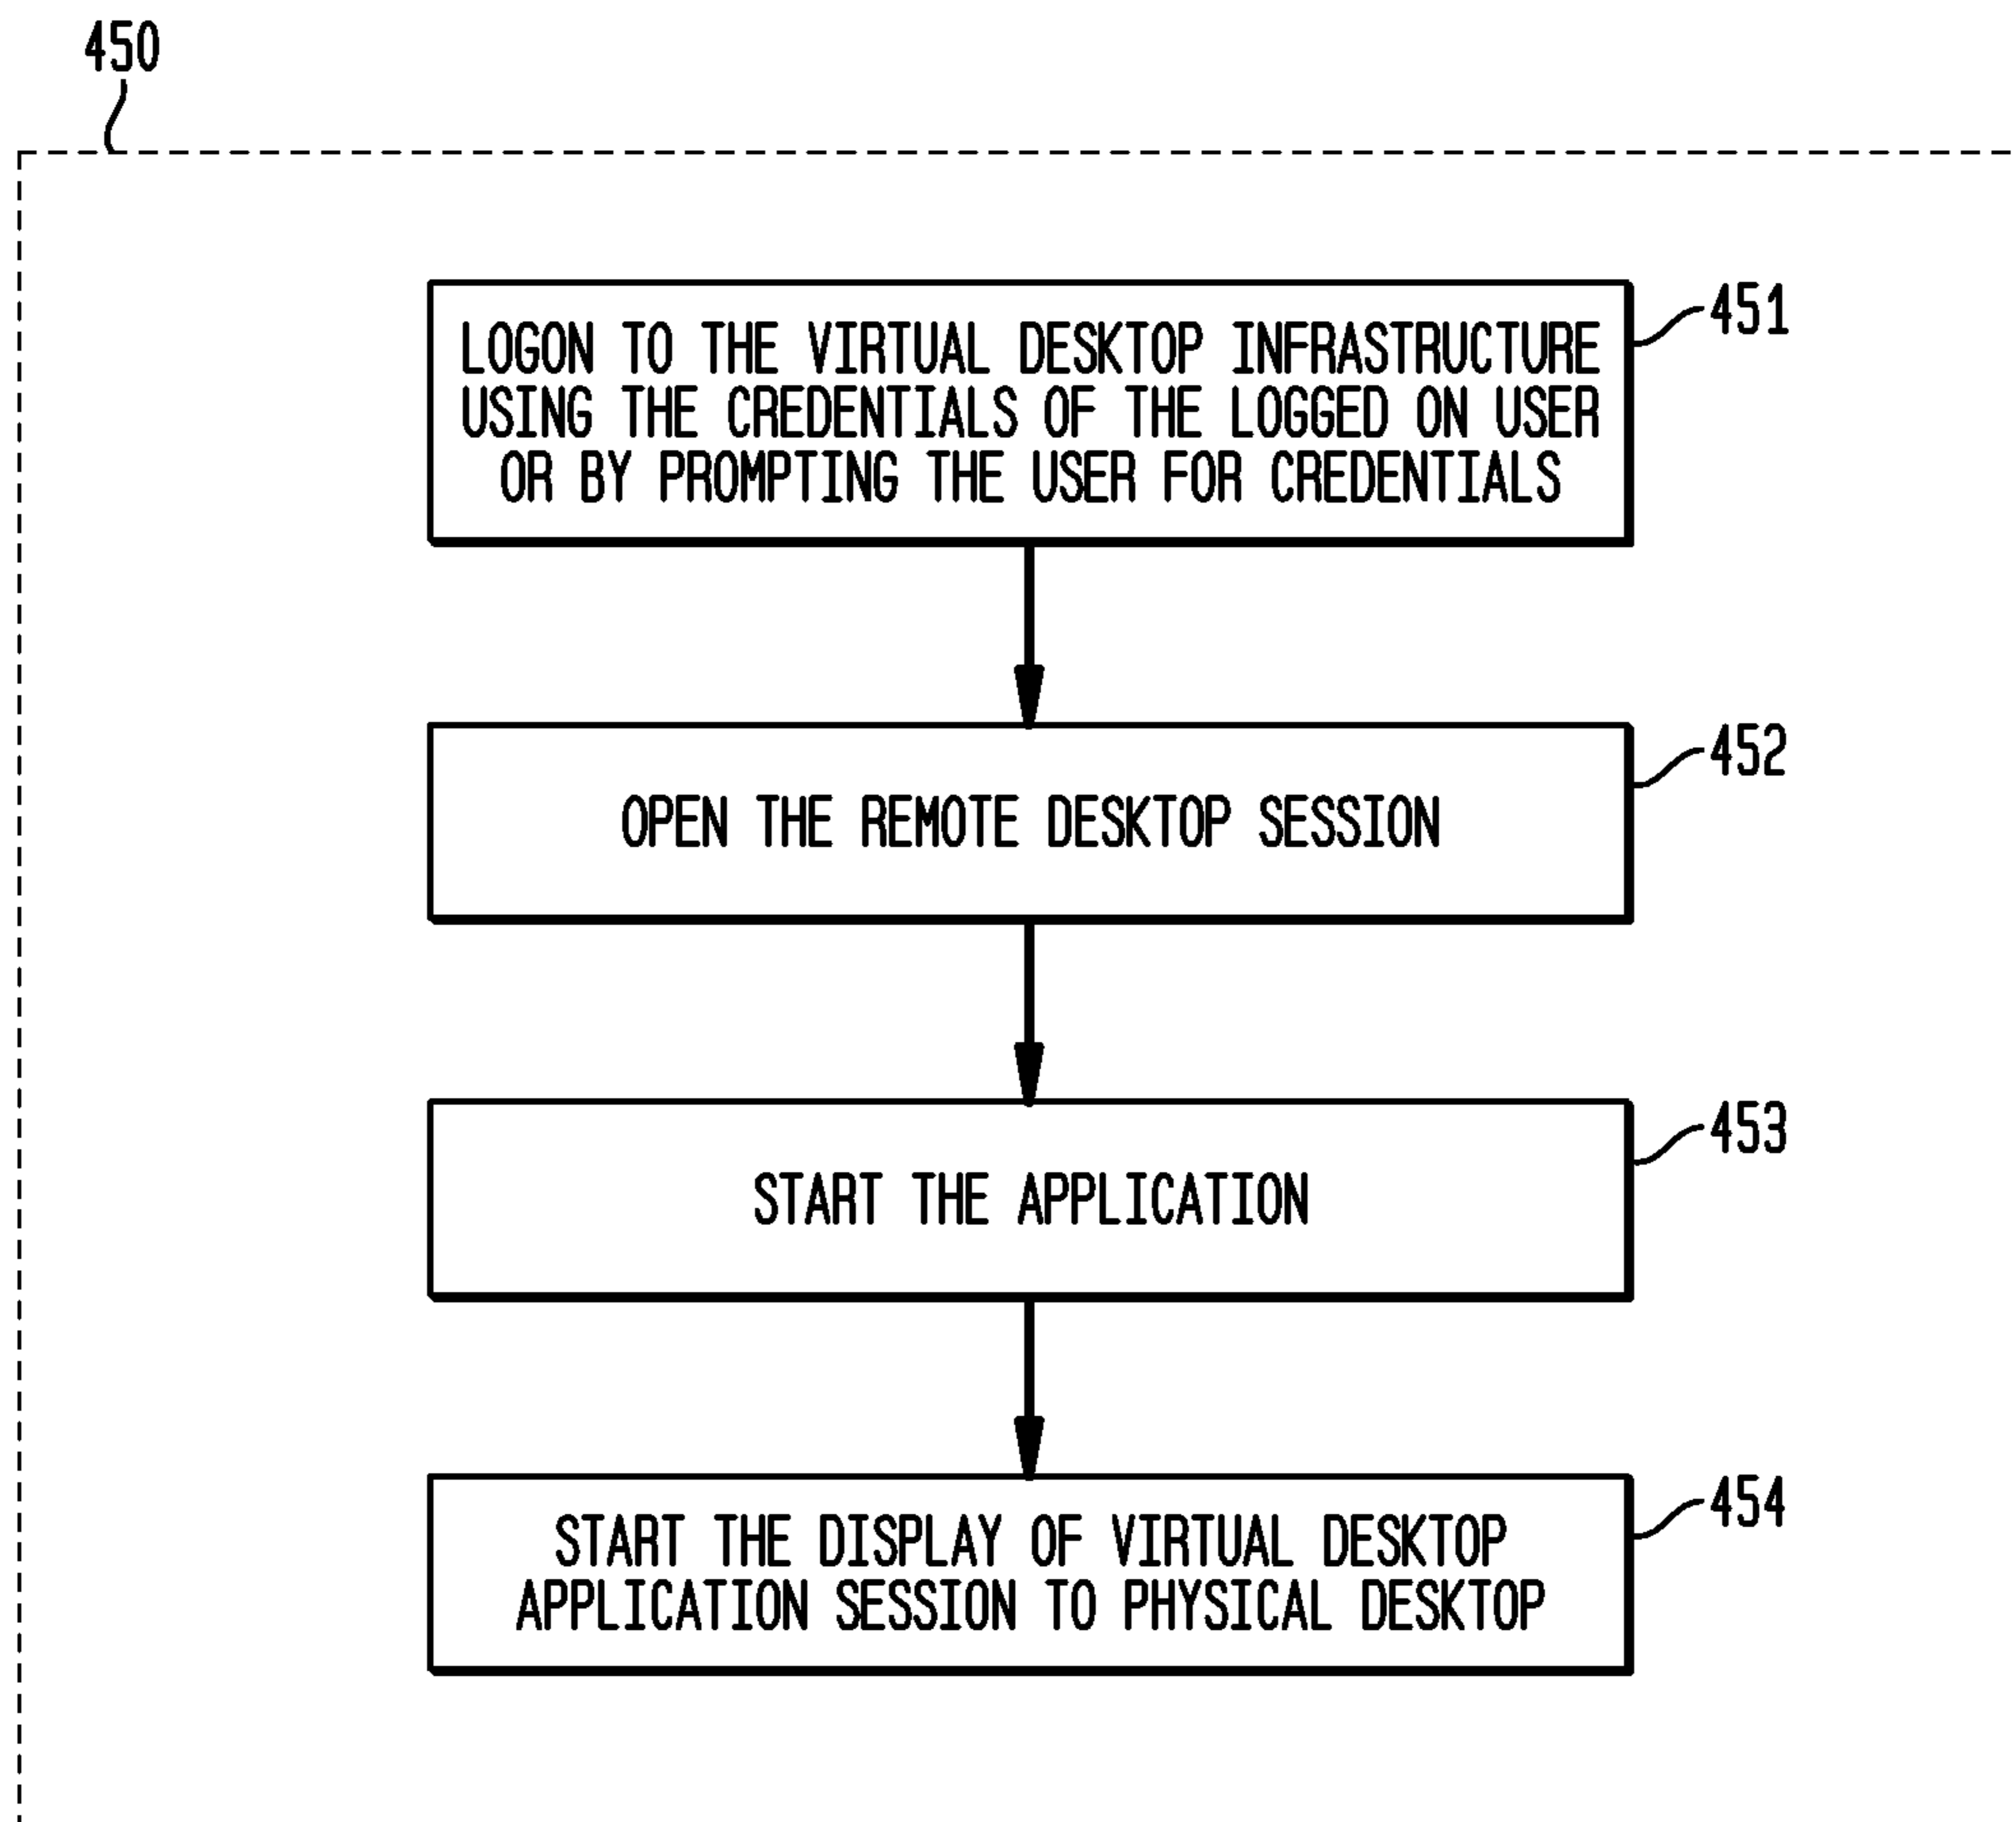 450
LOGON TO THE VIRTUAL DESKTOP INFRASTRUCTURE
USING THE CREDENTIALS OF THE LOGGED ON USER
OR BY PROMPTING THE USER FOR CREDENTIALS
451
OPEN THE REMOTE DESKTOP SESSION
452
START THE APPLICATION
453
START THE DISPLAY OF VIRTUAL DESKTOP
APPLICATION SESSION TO PHYSICAL DESKTOP
454